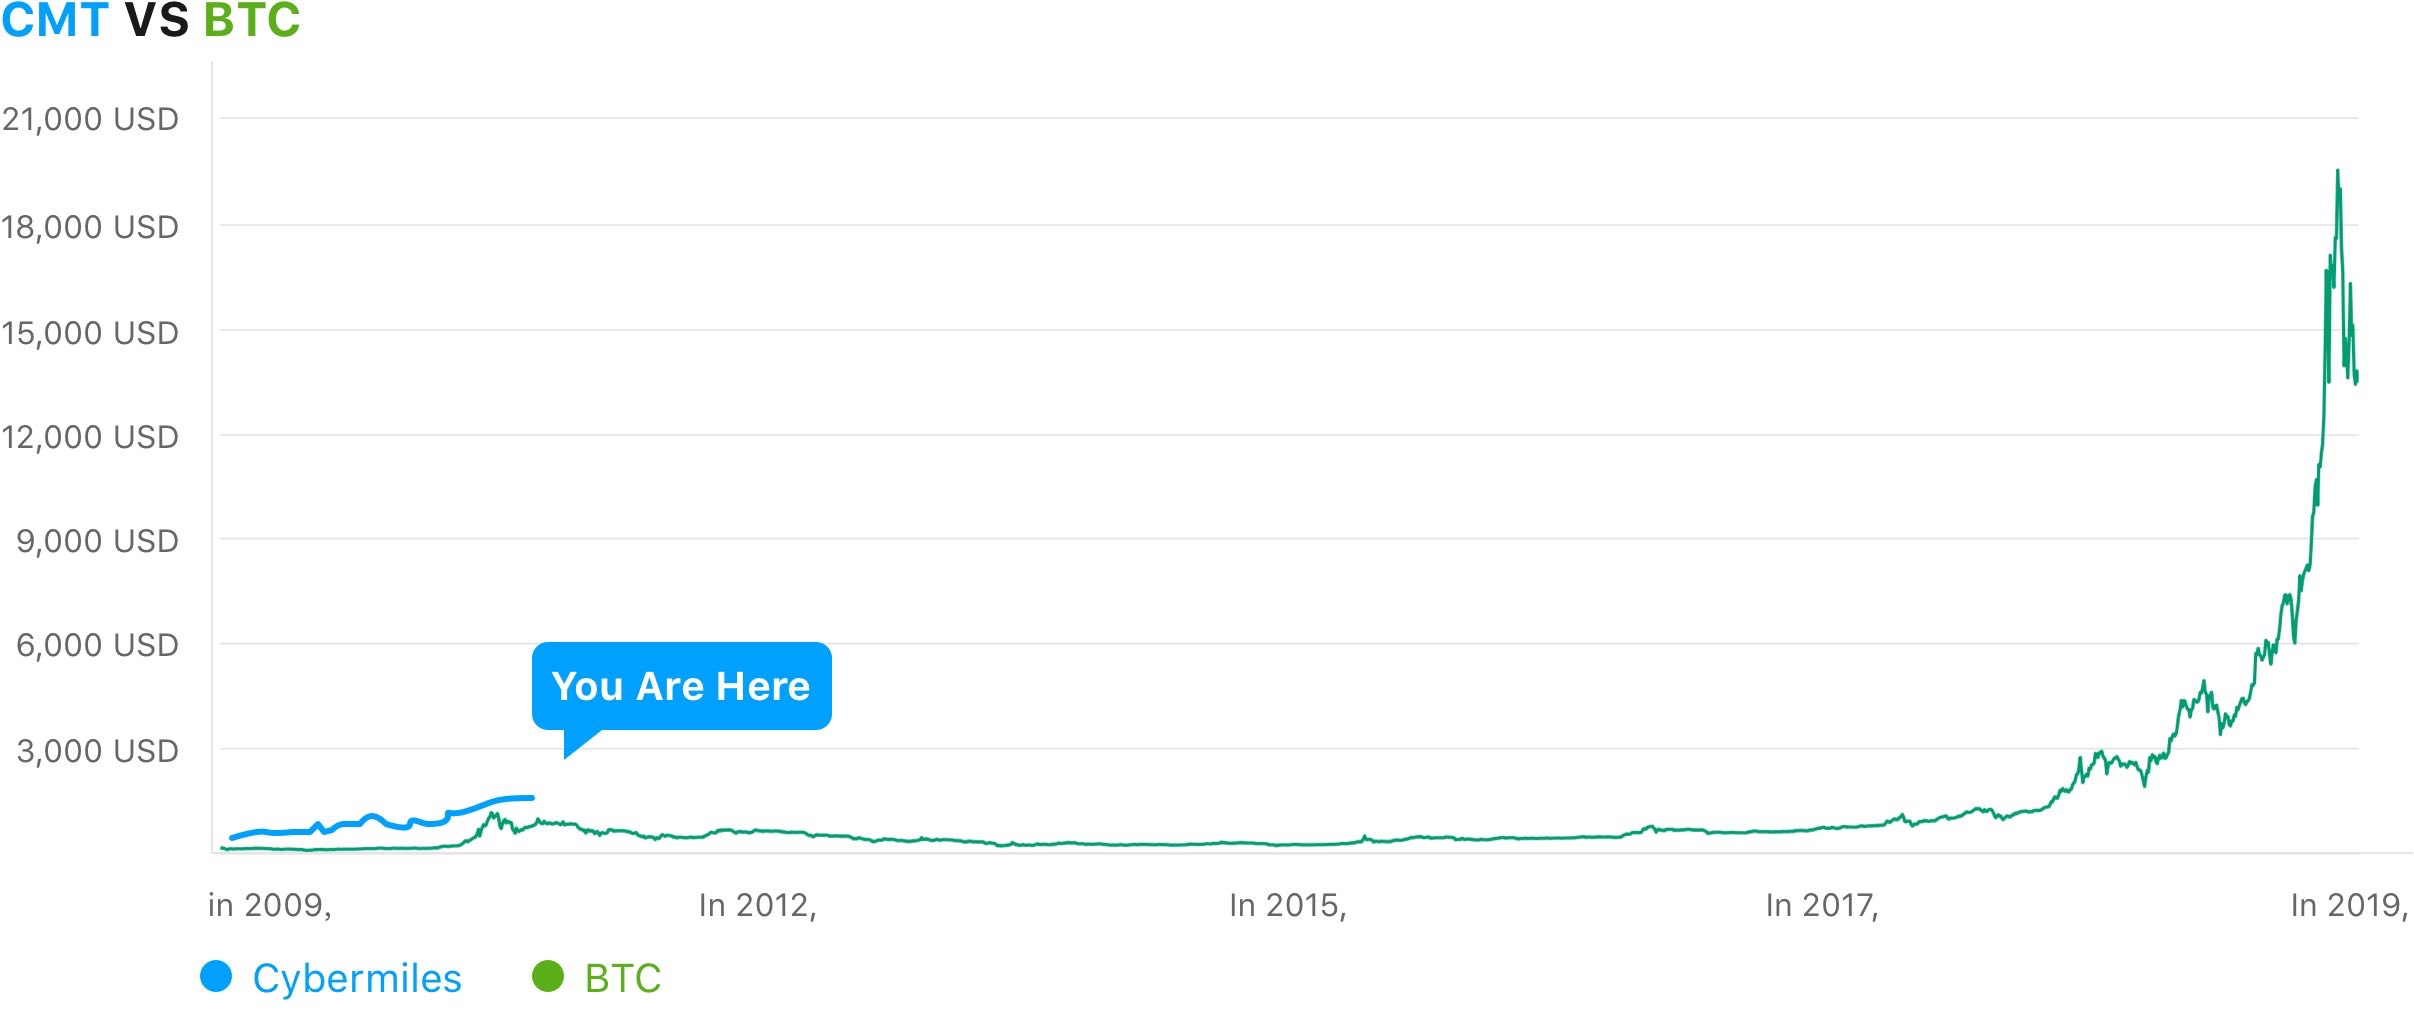 CMT VS BTC
21,000 USD
18,000 USD
15,000 USD
12,000 USD
9,000 USD
6,000 USD
You Are Here
3,000 USD
in 2009, In 2012, In 2015, In 2017, In 2019,
Cybermiles BTC